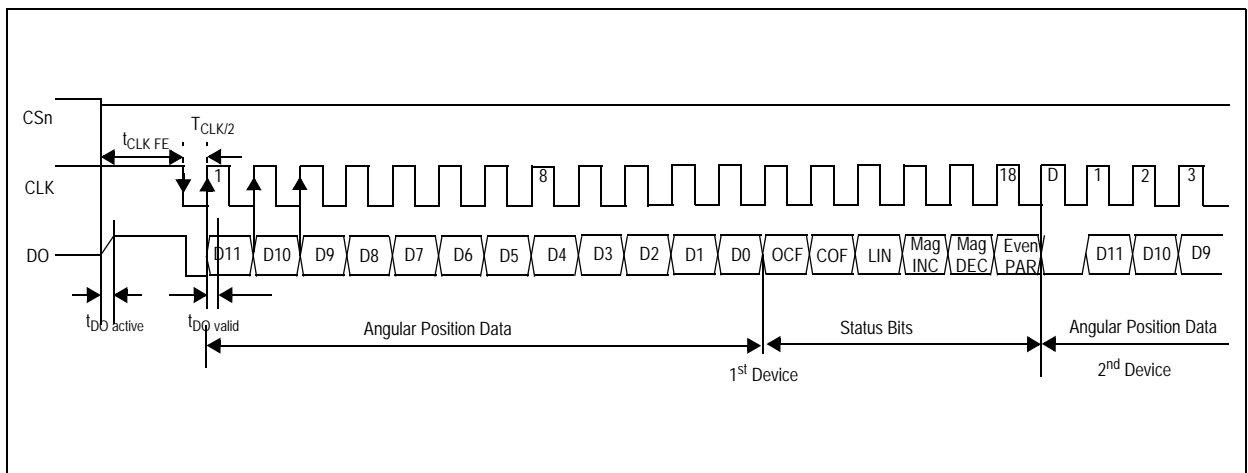 CSn
tCLK FE
TCLK/2
CLK
1
8
18
D
1
2
3
DO
D11
D10
D9
D8
D7
D6
D5
D4
D3
D2
D1
D0
OCF
COF
LIN
Mag INC
Mag DEC
Even PAR
D11
D10
D9
tDO active
tDO valid
Angular Position Data
Status Bits
Angular Position Data
1st Device
2nd Device